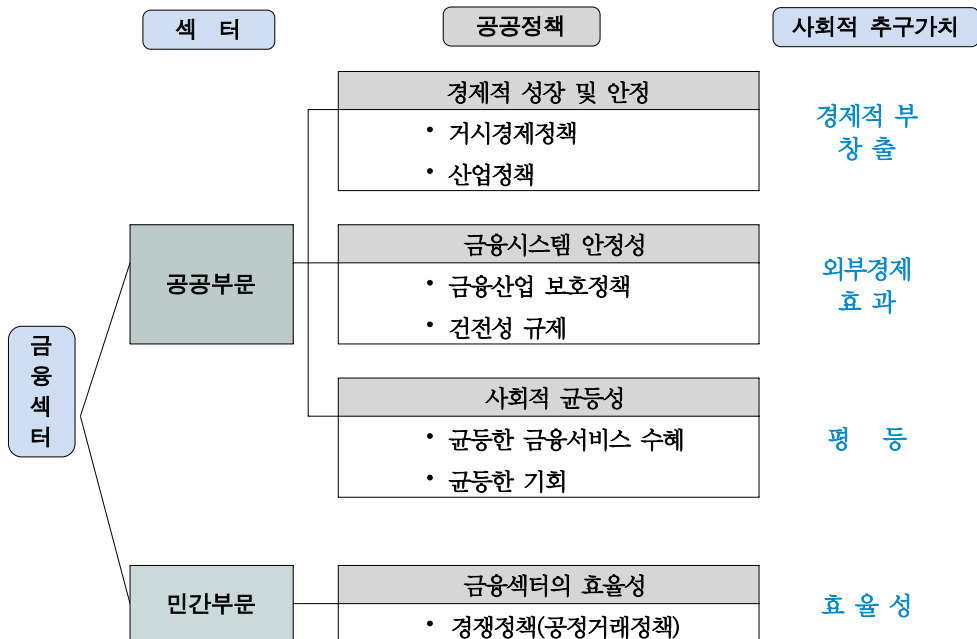 섹 터
공공정책
사회적 추구가치
경제적 성장 및 안정
• 거시경제정책
• 산업정책
경제적 부
창 출
공공부문
금융시스템 안정성
• 금융산업 보호정책
• 건전성 규제
외부경제
효 과
금
융
섹
터
사회적 균등성
• 균등한 금융서비스 수혜
• 균등한 기회
평 등
민간부문
금융섹터의 효율성
• 경쟁정책(공정거래정책)
효 율 성